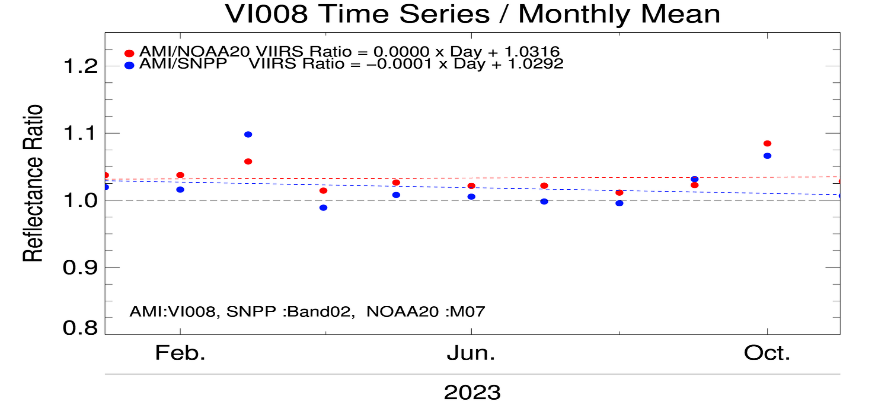 VI008 Time Series / Monthly Mean
AMI/NOAA20 VIIRS Ratio = 0.0000 x Day + 1.0316
AMI/SNPP VIIRS Ratio = −0.0001 x Day + 1.0292
Reflectance Ratio
1.2
1.1
1.0
0.9
0.8
AMI:VI008, SNPP :Band02, NOAA20 :M07
Feb. Jun. Oct.
2023